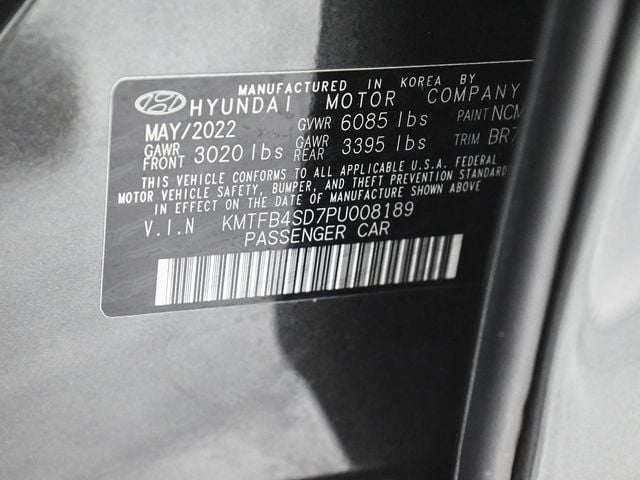 MANUFACTURED IN KOREA BY
HYUNDAI MOTOR COMPANY
MAY/2022 GVWR 6085 lbs PAINT NCM
GAWR FRONT 3020 lbs GAWR REAR 3395 lbs TRIM BR7
THIS VEHICLE CONFORMS TO ALL APPLICABLE U.S.A. FEDERAL
MOTOR VEHICLE SAFETY, BUMPER, AND THEFT PREVENTION STANDARD
IN EFFECT ON THE DATE OF MANUFACTURE SHOWN ABOVE
V.I.N KMTFB4SD7PU008189
PASSENGER CAR